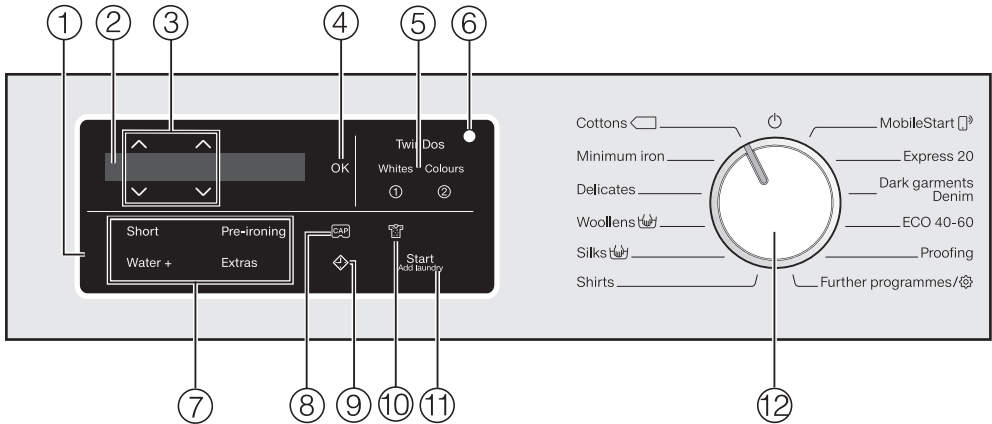 ① ② ③ ④ ⑤ ⑥
TwinDos
OK
Whites Colours
① ②
Short Pre-ironing
CAP
Water + Extras
Start
Add laundry
Cottons
Minimum iron
Delicates
Woollens
Silks
Shirts
MobileStart
Express 20
Dark garments
Denim
ECO 40-60
Proofing
Further programmes/
⑦ ⑧ ⑨ ⑩ ⑪ ⑫